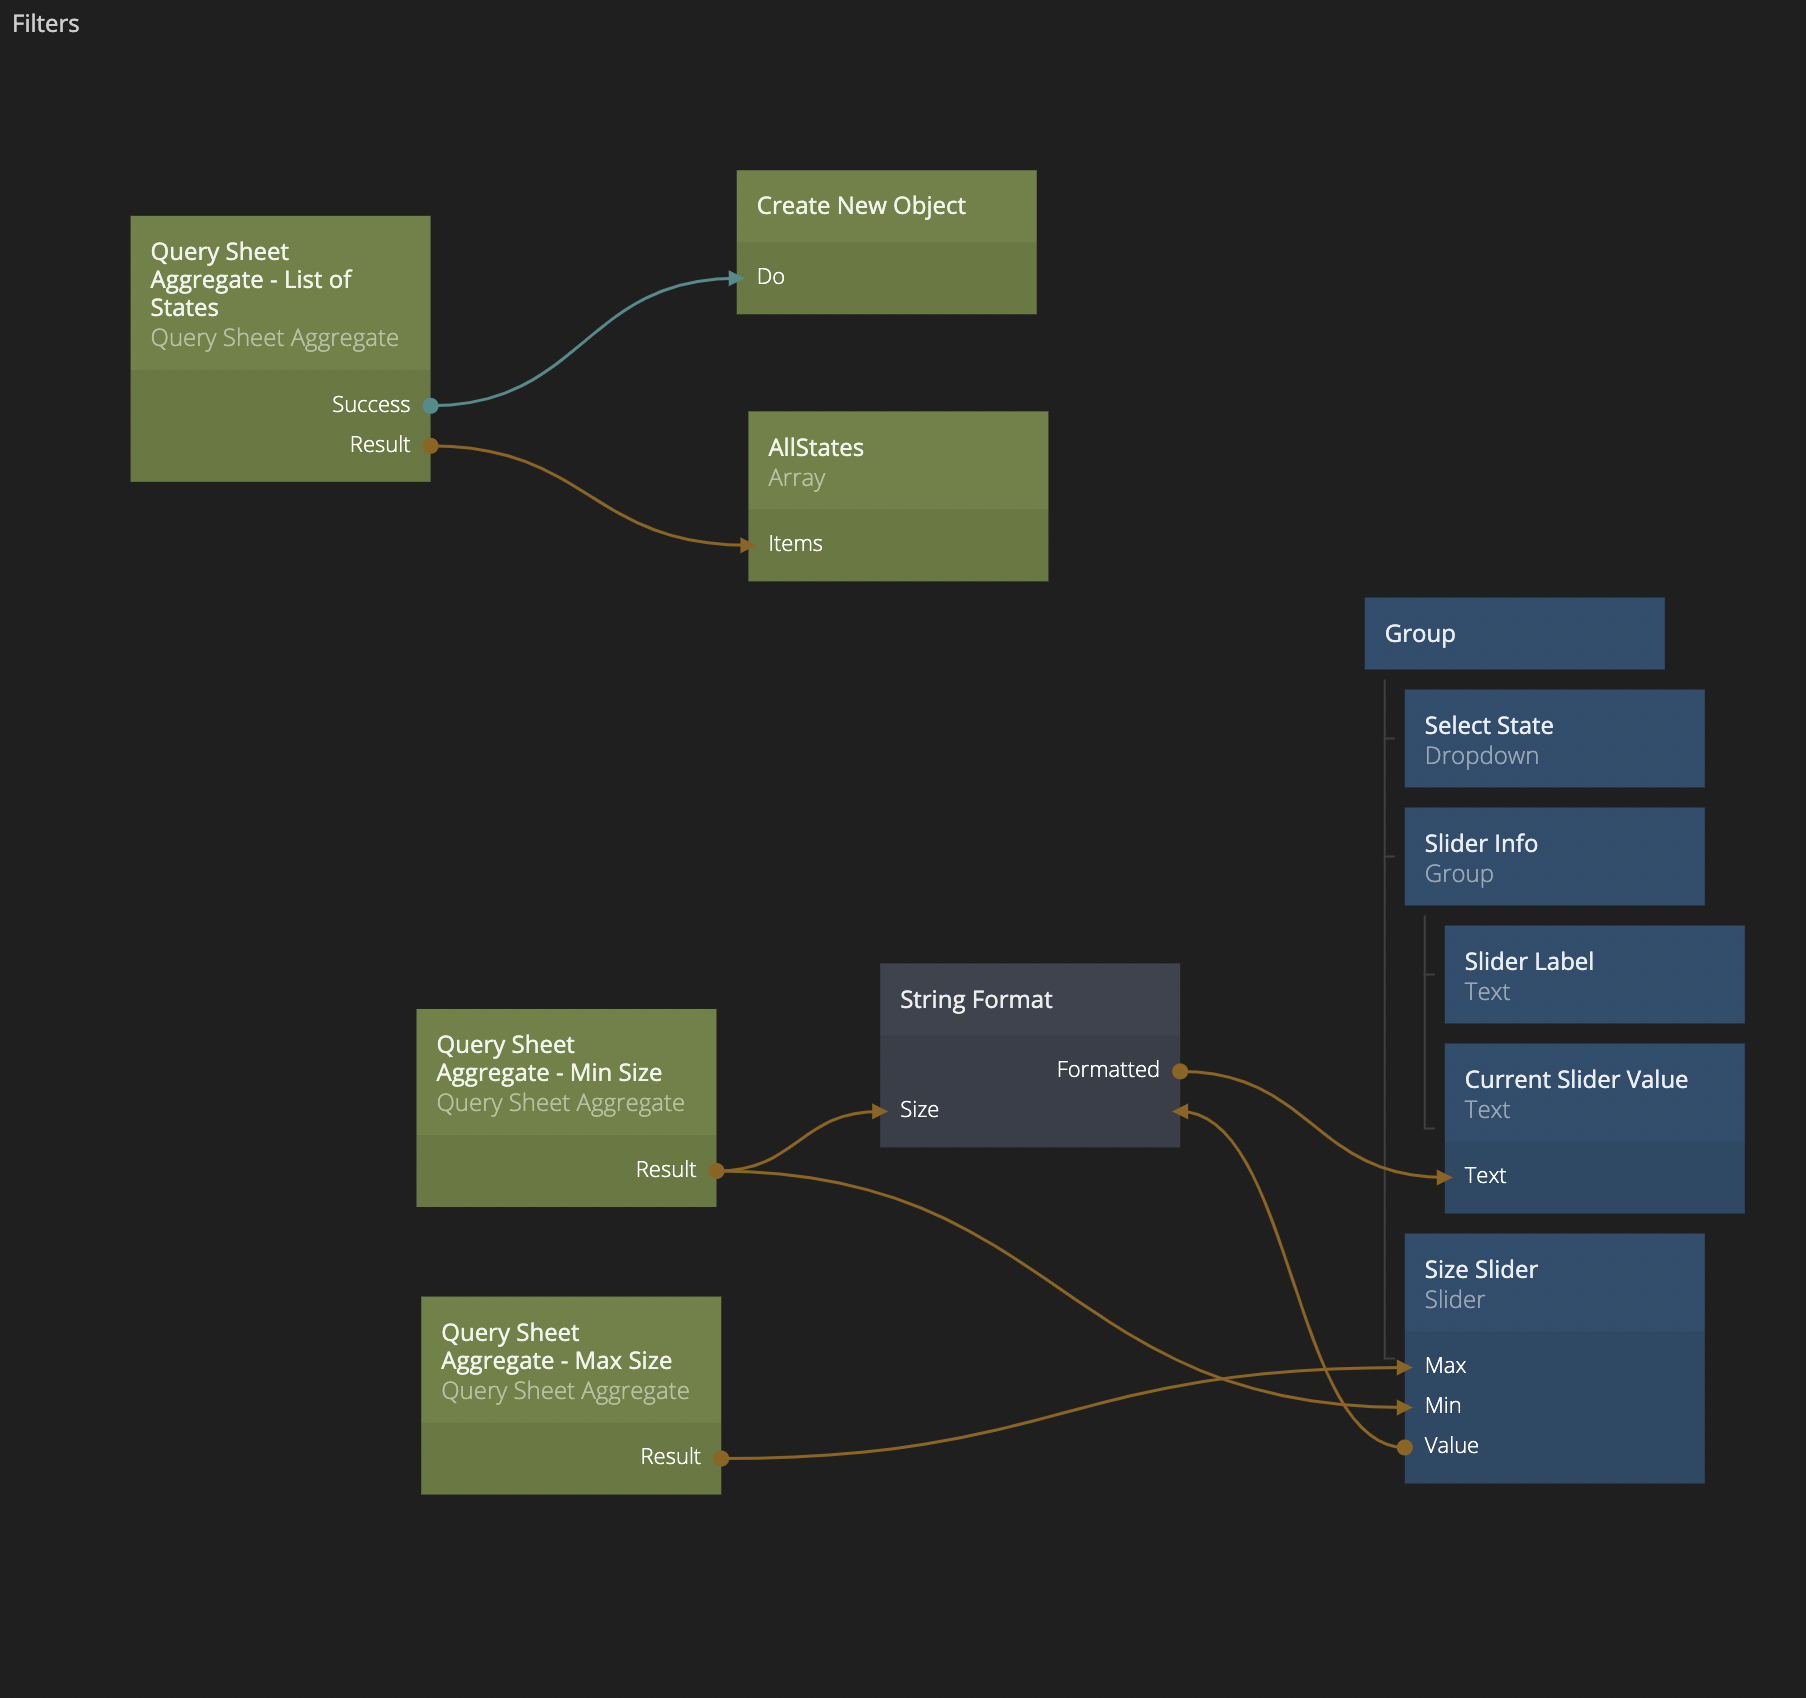 Filters
Create New Object
Do
Query Sheet
Aggregate - List of
States
Query Sheet Aggregate
Success
Result
AllStates
Array
Items
Group
Select State
Dropdown
Slider Info
Group
Slider Label
Text
Current Slider Value
Text
Text
String Format
Formatted
Size
Query Sheet
Aggregate - Min Size
Query Sheet Aggregate
Result
Size Slider
Slider
Max
Min
Value
Query Sheet
Aggregate - Max Size
Query Sheet Aggregate
Result